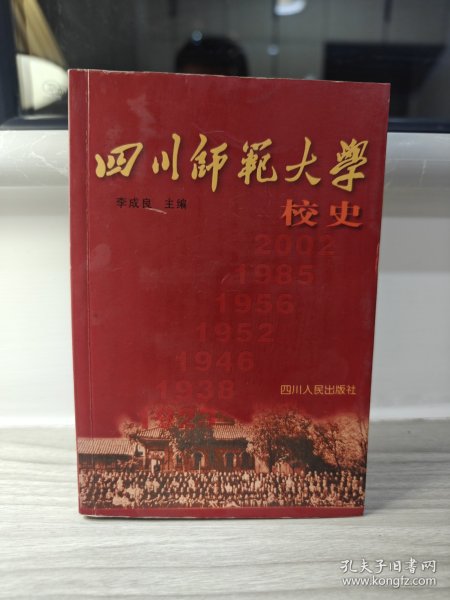 四川師範大學
校史
李成良 主编
2002
1985
1956
1952
1946
1938
四川人民出版社
孔夫子旧书网
www.kongfz.com